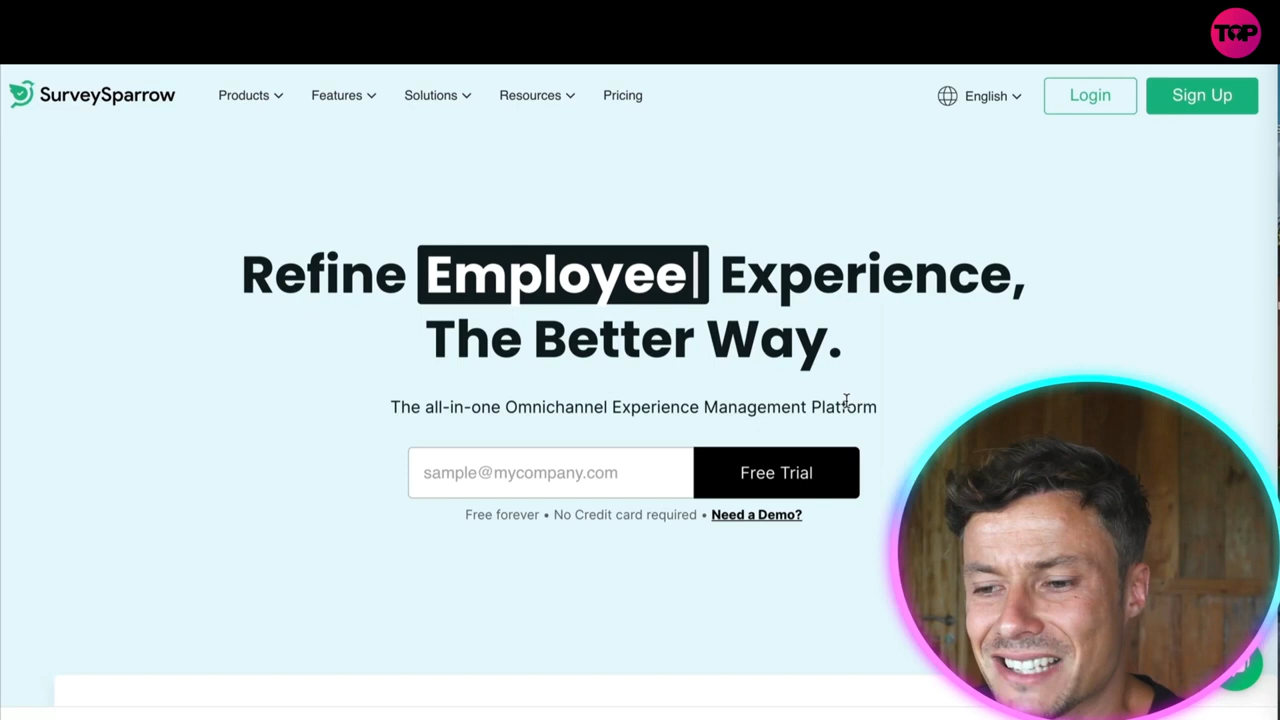 TOP
SurveySparrow
Products
Features
Solutions
Resources
Pricing
English
Login
Sign Up
Refine Employee| Experience,
The Better Way.
The all-in-one Omnichannel Experience Management Platform
sample@mycompany.com
Free Trial
Free forever • No Credit card required • Need a Demo?